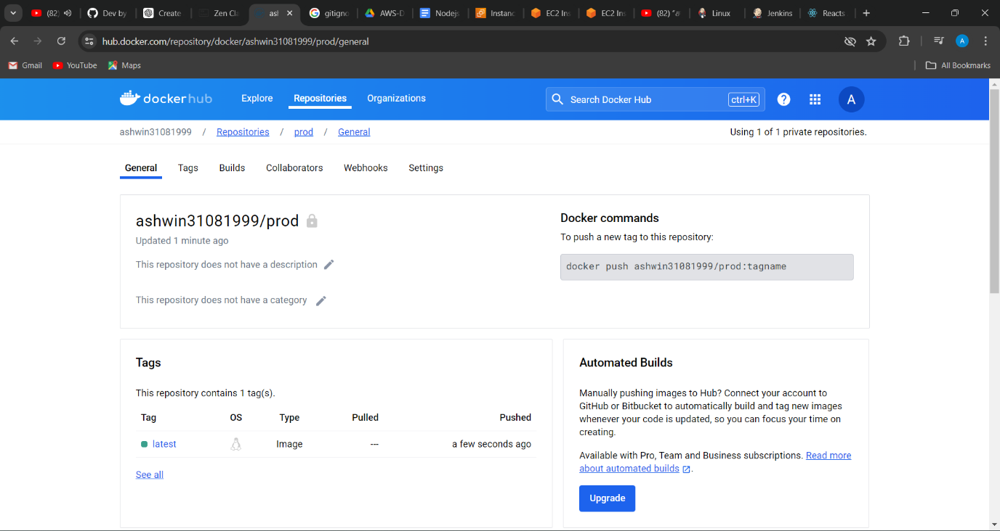 (82)
Dev by
Create
Zen Cla
asl
gitigno
AWS-D
Nodejs
Instanc
EC2 Ins
EC2 Ins
(82) "
Linux
Jenkins
Reacts
hub.docker.com/repository/docker/ashwin31081999/prod/general
A
Gmail
YouTube
Maps
All Bookmarks
dockerhub
Explore
Repositories
Organizations
Search Docker Hub
ctrl+K
?
A
ashwin31081999 / Repositories / prod / General
Using 1 of 1 private repositories.
General
Tags
Builds
Collaborators
Webhooks
Settings
ashwin31081999/prod
Updated 1 minute ago
This repository does not have a description
This repository does not have a category
Docker commands
To push a new tag to this repository:
docker push ashwin31081999/prod:tagname
Tags
This repository contains 1 tag(s).
Tag OS Type Pulled Pushed
latest Image --- a few seconds ago
See all
Automated Builds
Manually pushing images to Hub? Connect your account to
GitHub or Bitbucket to automatically build and tag new images
whenever your code is updated, so you can focus your time on
creating.
Available with Pro, Team and Business subscriptions. Read more
about automated builds .
Upgrade